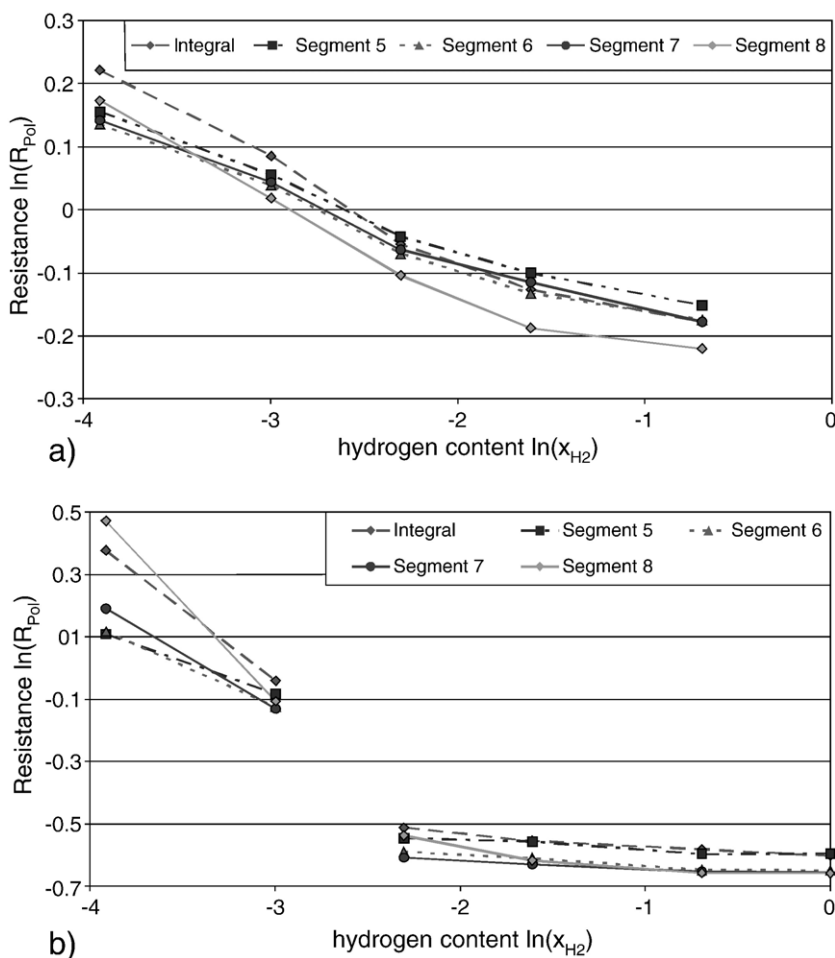 0.3
Integral Segment 5 Segment 6 Segment 7 Segment 8
0.2
0.1
0
-0.1
-0.2
-0.3
Resistance ln(R_Pol)
-4 -3 -2 -1 0
a) hydrogen content ln(x_H2)
0.5
Integral Segment 5 Segment 6
Segment 7 Segment 8
0.3
01
-0.1
-0.3
-0.5
-0.7
Resistance ln(R_Pol)
-4 -3 -2 -1 0
b) hydrogen content ln(x_H2)